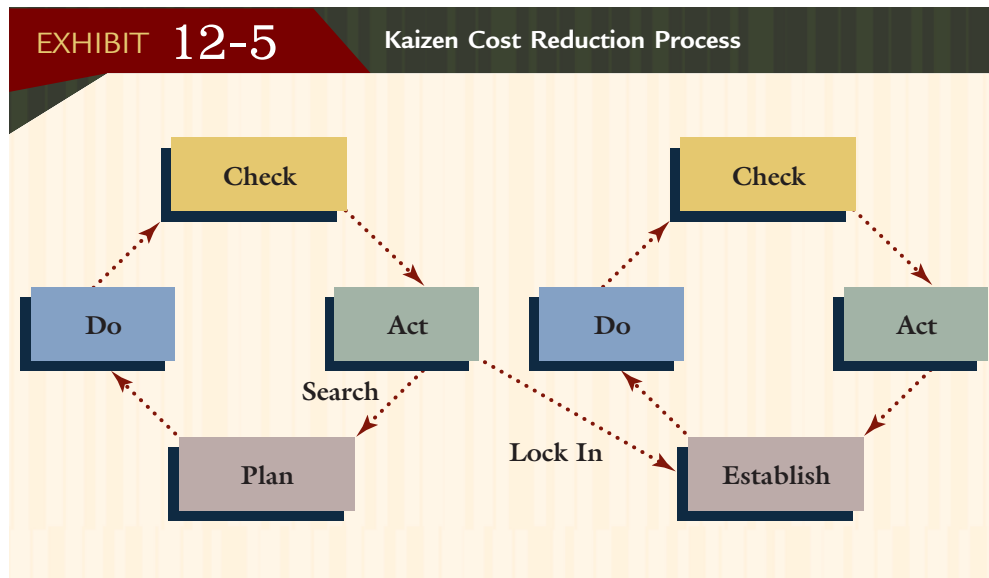 EXHIBIT 12-5 Kaizen Cost Reduction Process
Check Check
Do Act Do Act
Search
Lock In
Plan Establish